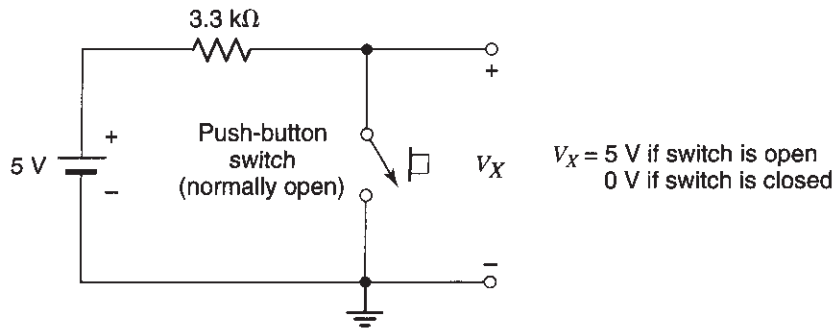 3.3 kΩ
+
Push-button
switch
(normally open)
+
5 V
−
V_X
V_X = 5 V if switch is open
0 V if switch is closed
−